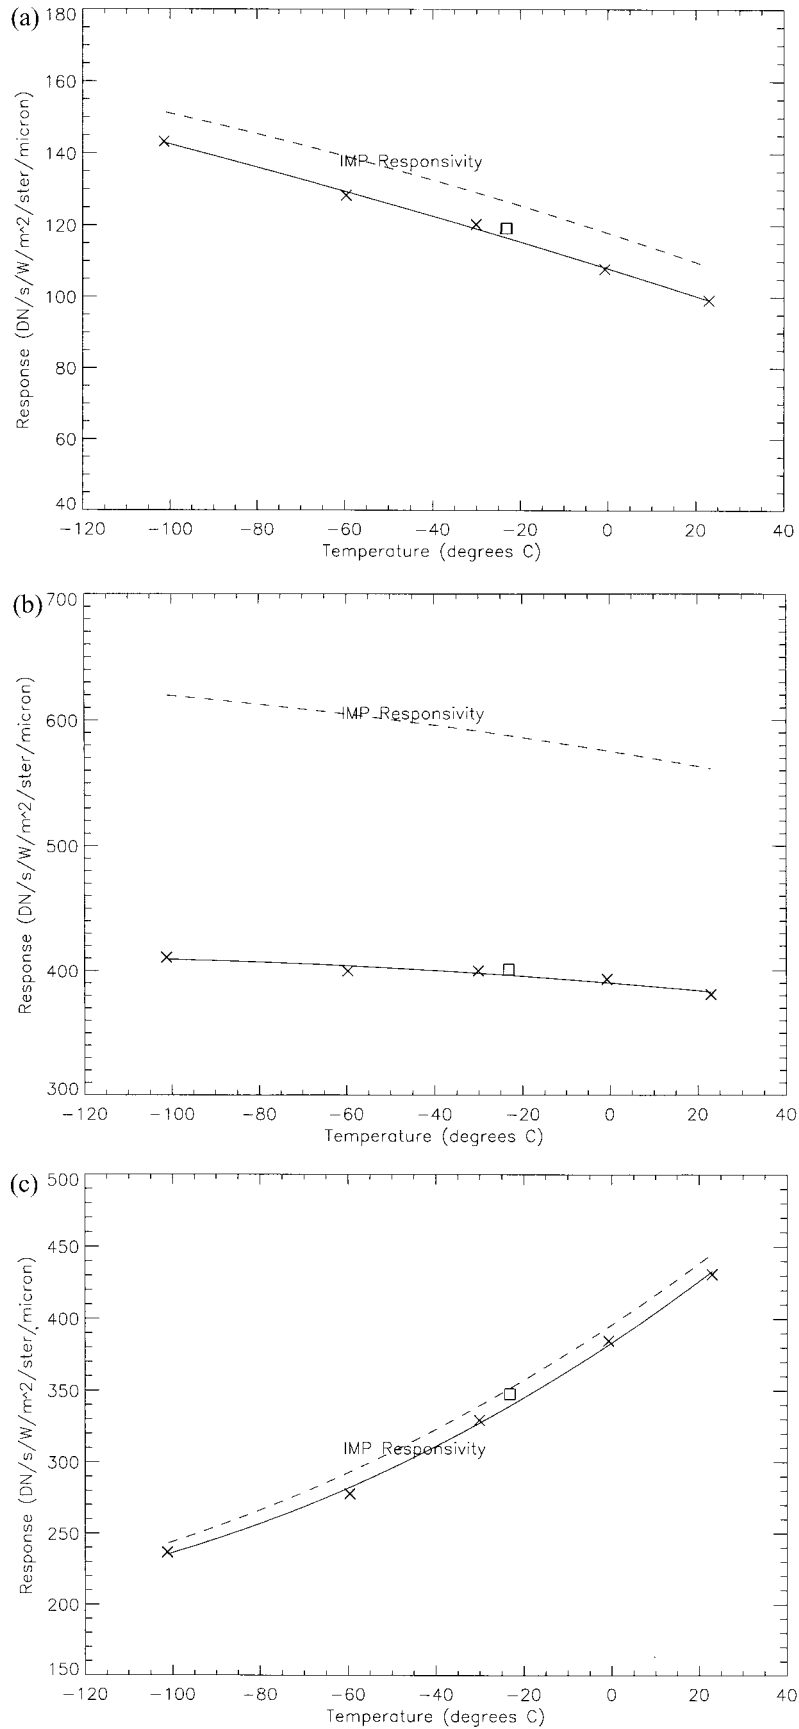 (a)
180
160
140
120
100
80
60
40
Response (DN/s/W/m^2/ster/micron)
IMP Responsivity
−120 −100 −80 −60 −40 −20 0 20 40
Temperature (degrees C)
(b)
700
600
500
400
300
Response (DN/s/W/m^2/ster/micron)
IMP Responsivity
−120 −100 −80 −60 −40 −20 0 20 40
Temperature (degrees C)
(c)
500
450
400
350
300
250
200
150
Response (DN/s/W/m^2/ster/micron)
IMP Responsivity
−120 −100 −80 −60 −40 −20 0 20 40
Temperature (degrees C)